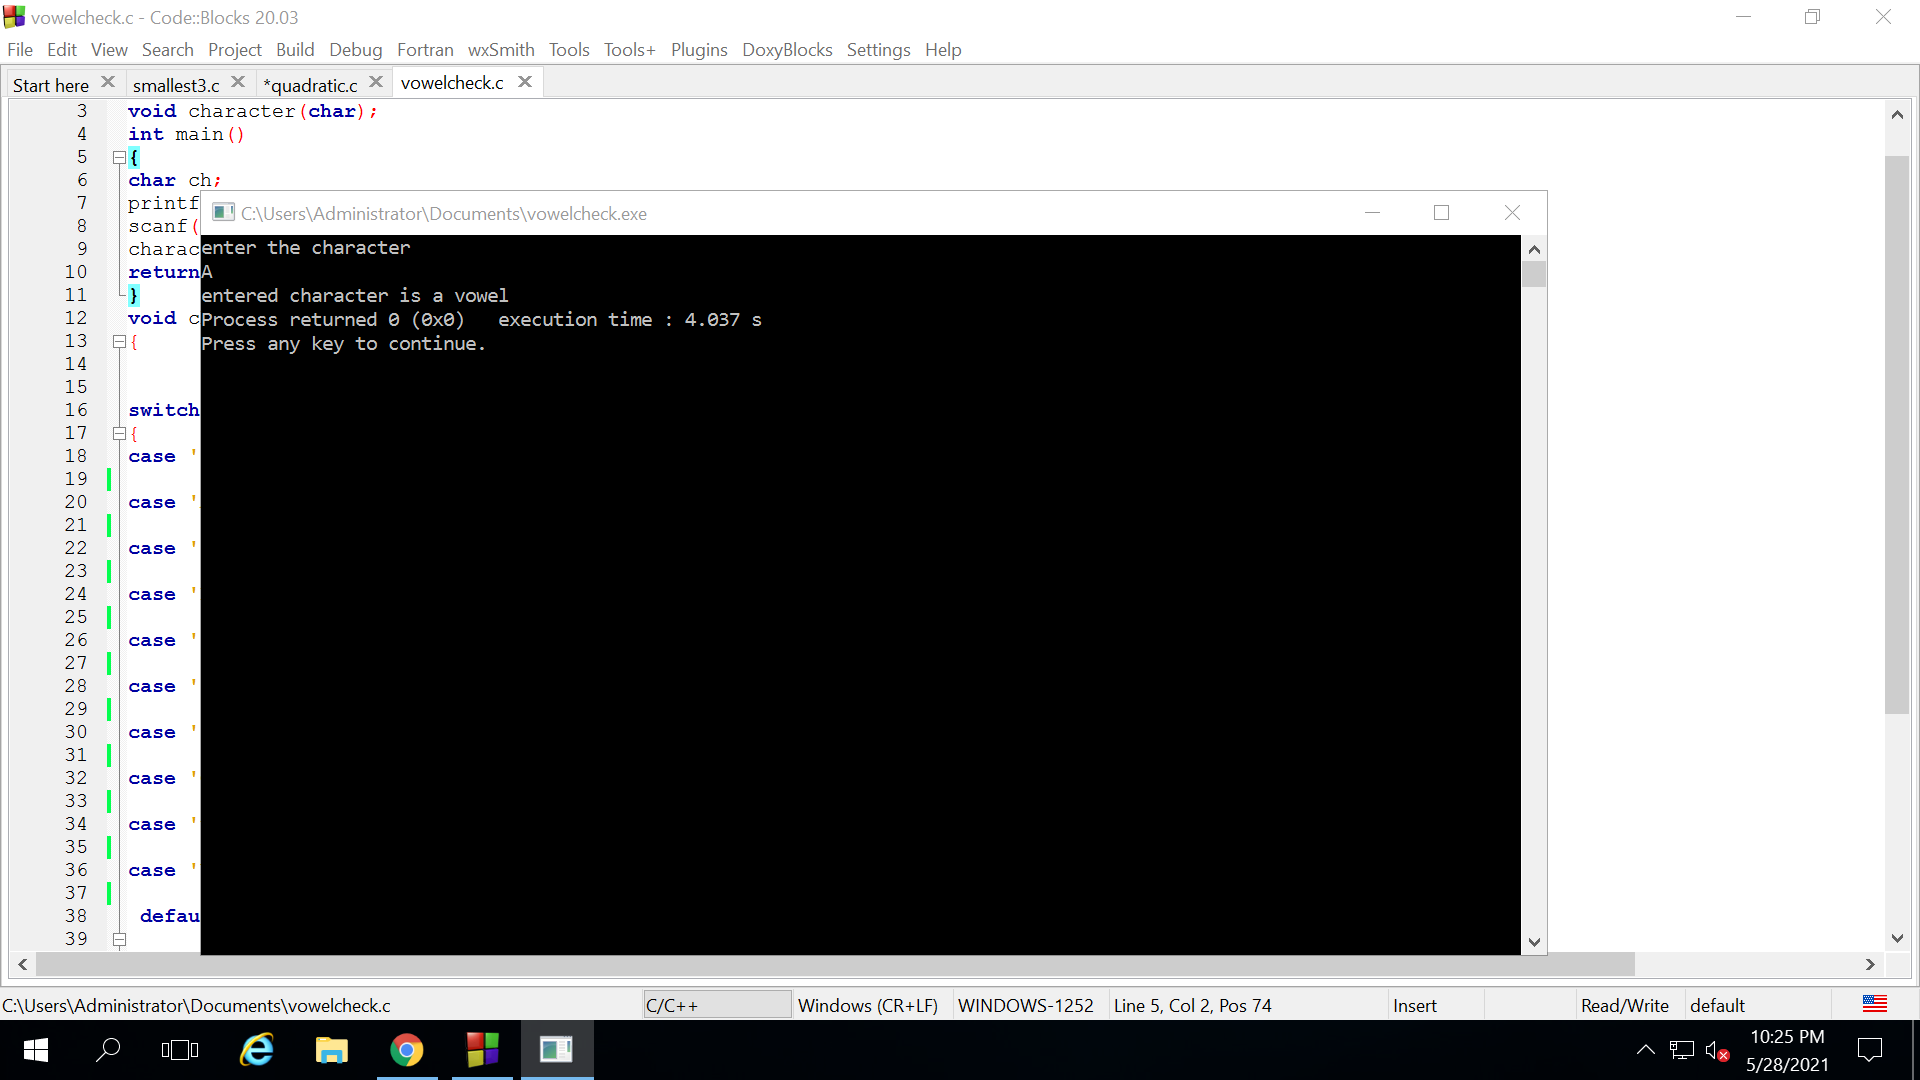 vowelcheck.c - Code::Blocks 20.03
File Edit View Search Project Build Debug Fortran wxSmith Tools Tools+ Plugins DoxyBlocks Settings Help
Start here smallest3.c *quadratic.c vowelcheck.c
3 void character(char);
4 int main()
5 {
6 char ch;
7 printf
8 scanf(
9 charac
10 return
11 }
12 void c
13 {
14
15
16 switch
17 {
18 case '
19
20 case '
21
22 case '
23
24 case '
25
26 case '
27
28 case '
29
30 case '
31
32 case '
33
34 case '
35
36 case '
37
38 defau
39
C:\Users\Administrator\Documents\vowelcheck.exe
enter the character
A
entered character is a vowel
Process returned 0 (0x0)   execution time : 4.037 s
Press any key to continue.
C:\Users\Administrator\Documents\vowelcheck.c C/C++ Windows (CR+LF) WINDOWS-1252 Line 5, Col 2, Pos 74 Insert Read/Write default
10:25 PM
5/28/2021